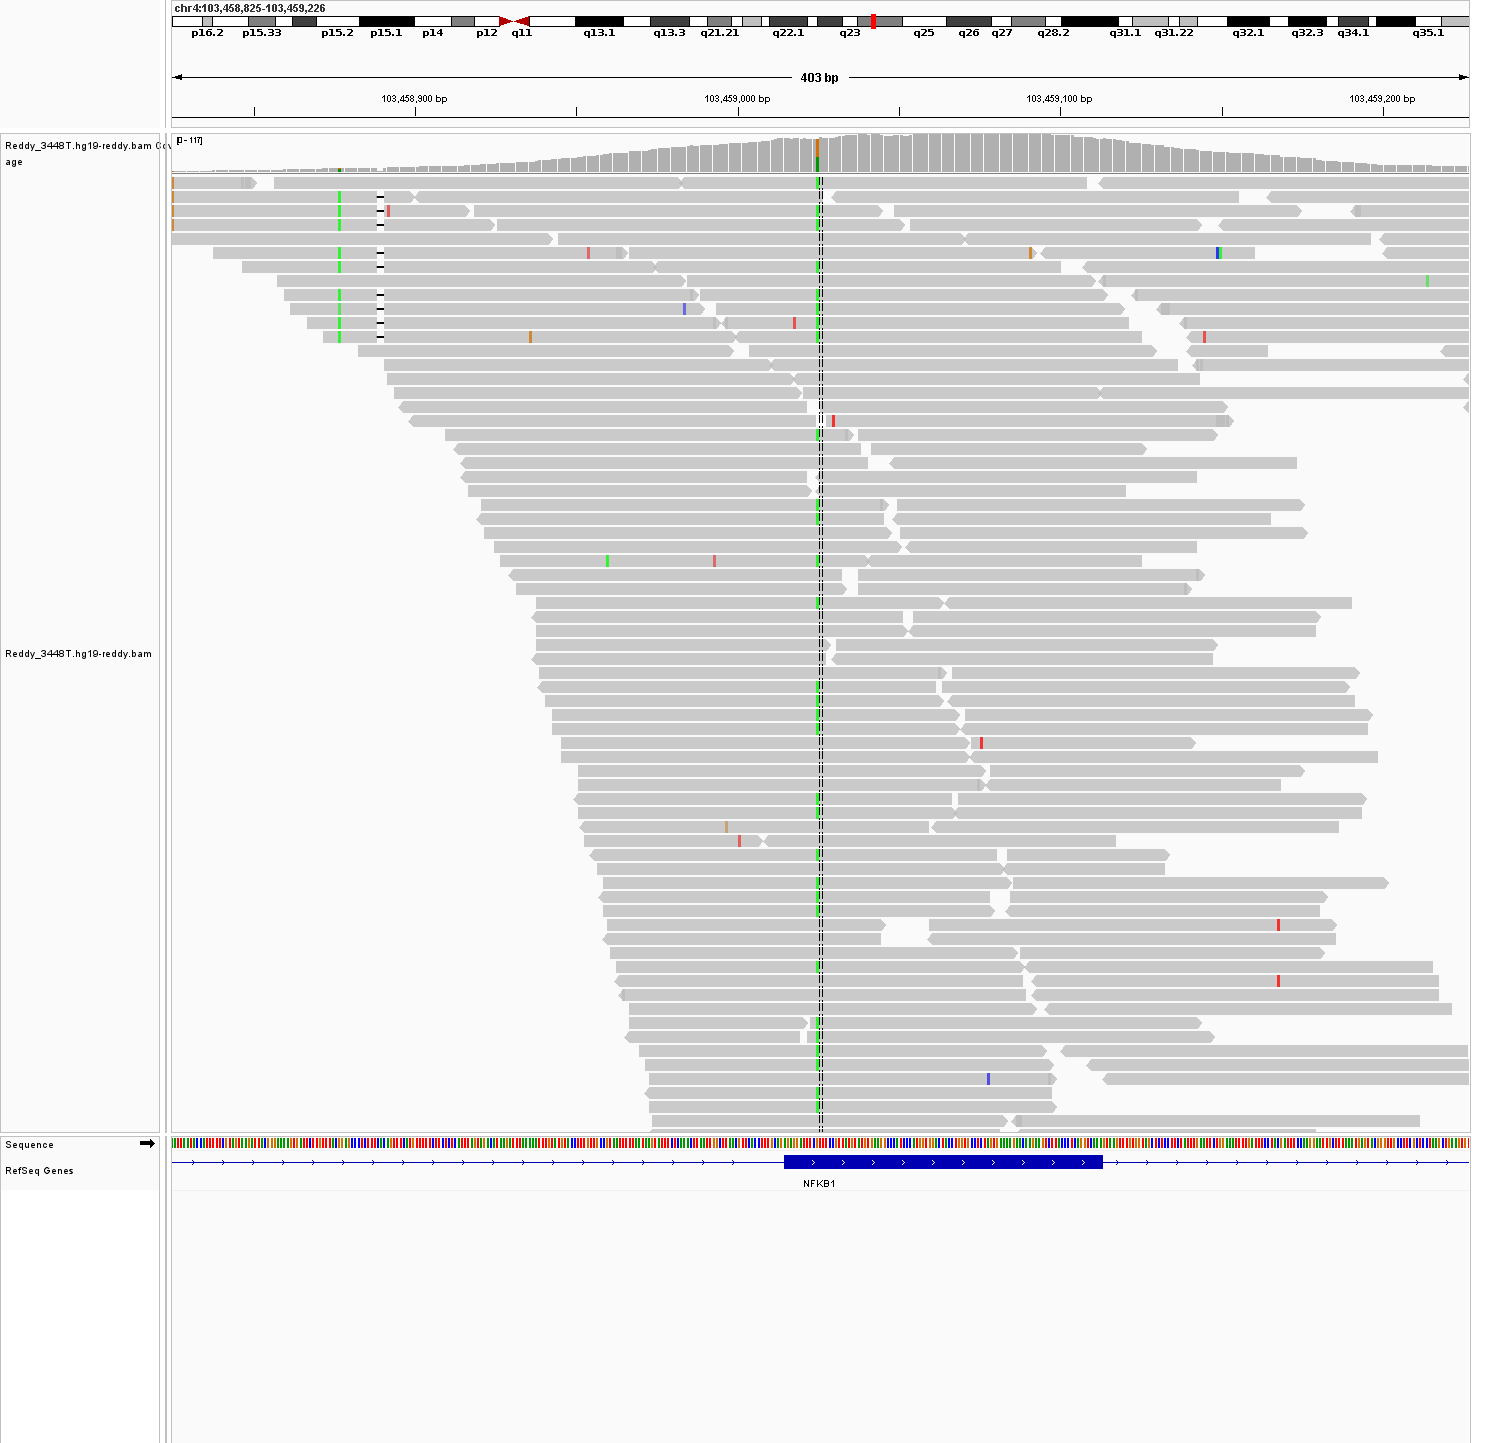 chr4:103,458,825-103,459,226
p16.2 p15.33 p15.2 p15.1 p14 p12 q11 q13.1 q13.3 q21.21 q22.1 q23 q25 q26 q27 q28.2 q31.1 q31.22 q32.1 q32.3 q34.1 q35.1
403 bp
103,458,900 bp 103,459,000 bp 103,459,100 bp 103,459,200 bp
[0 - 117]
Reddy_3448T.hg19-reddy.bam Cov
age
Reddy_3448T.hg19-reddy.bam
Sequence
RefSeq Genes
NFKB1